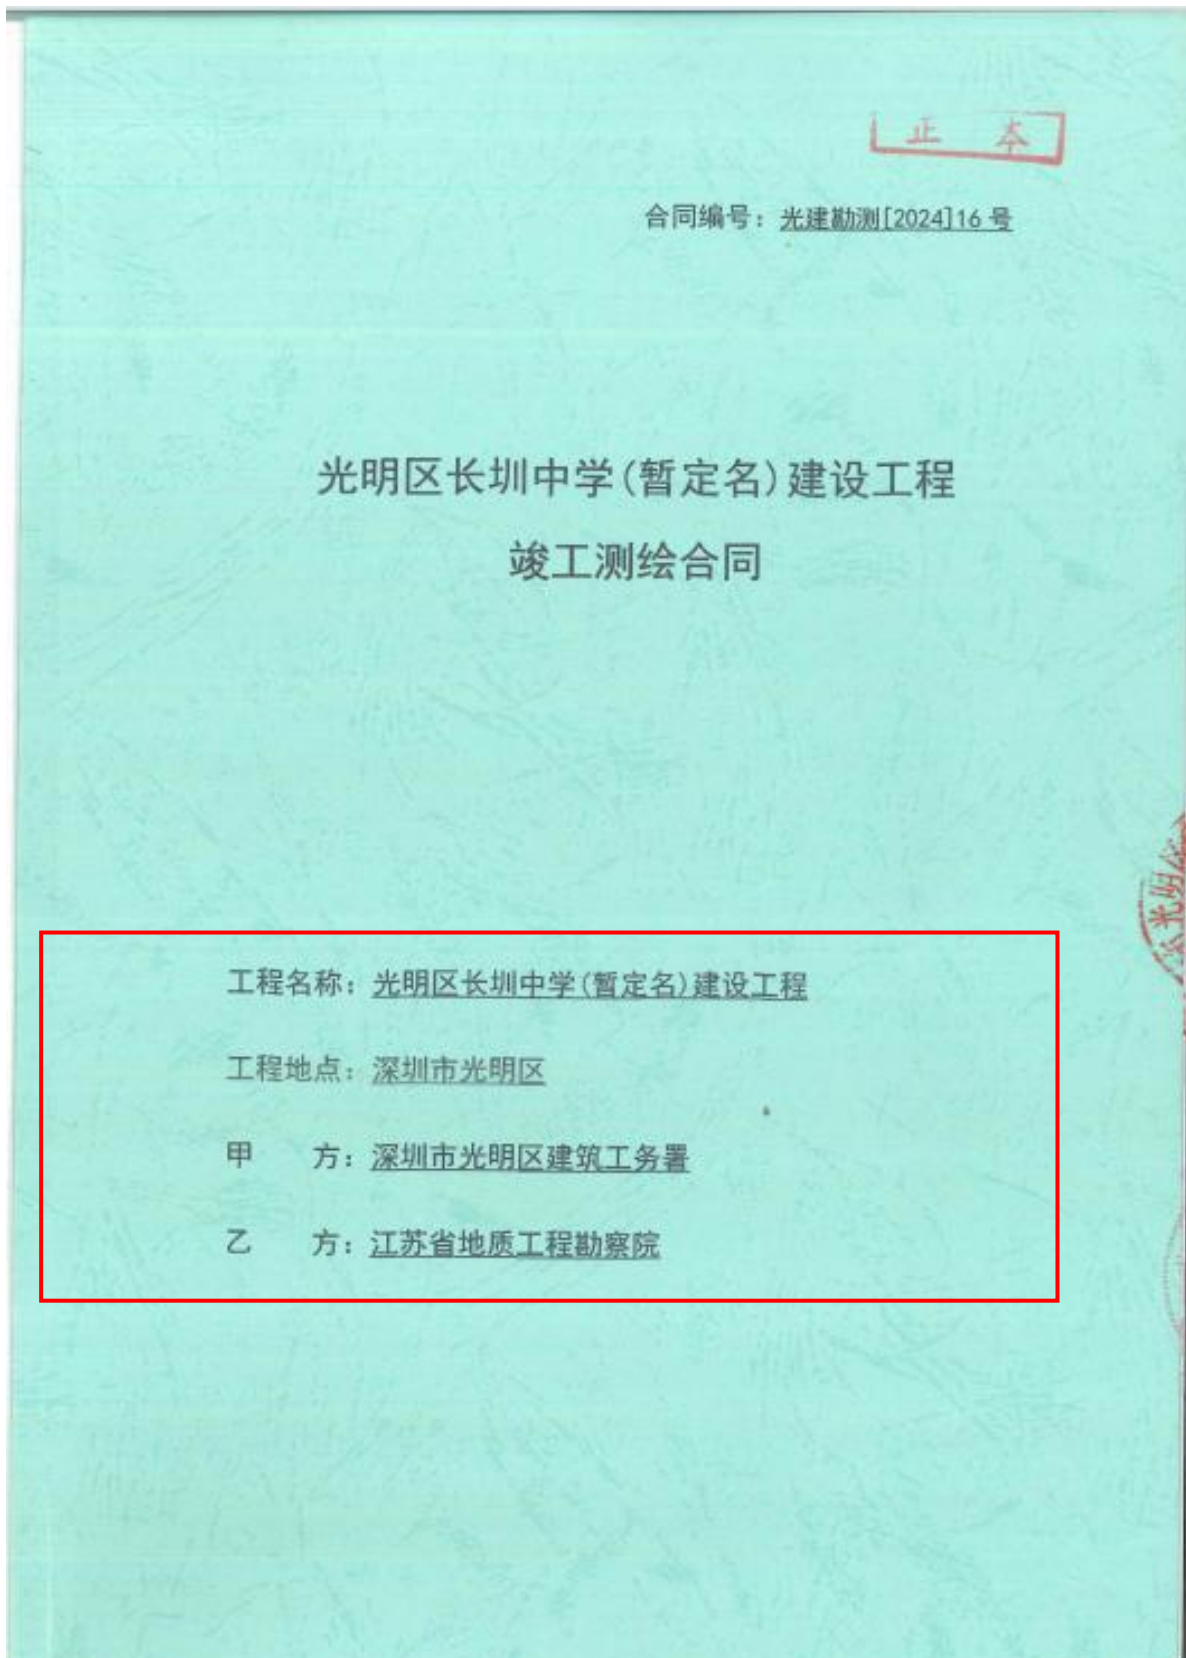 正 本
合同编号：光建勘测[2024]16 号
光明区长圳中学(暂定名)建设工程
竣工测绘合同
工程名称：光明区长圳中学(暂定名)建设工程
工程地点：深圳市光明区
甲 方：深圳市光明区建筑工务署
乙 方：江苏省地质工程勘察院
光明区